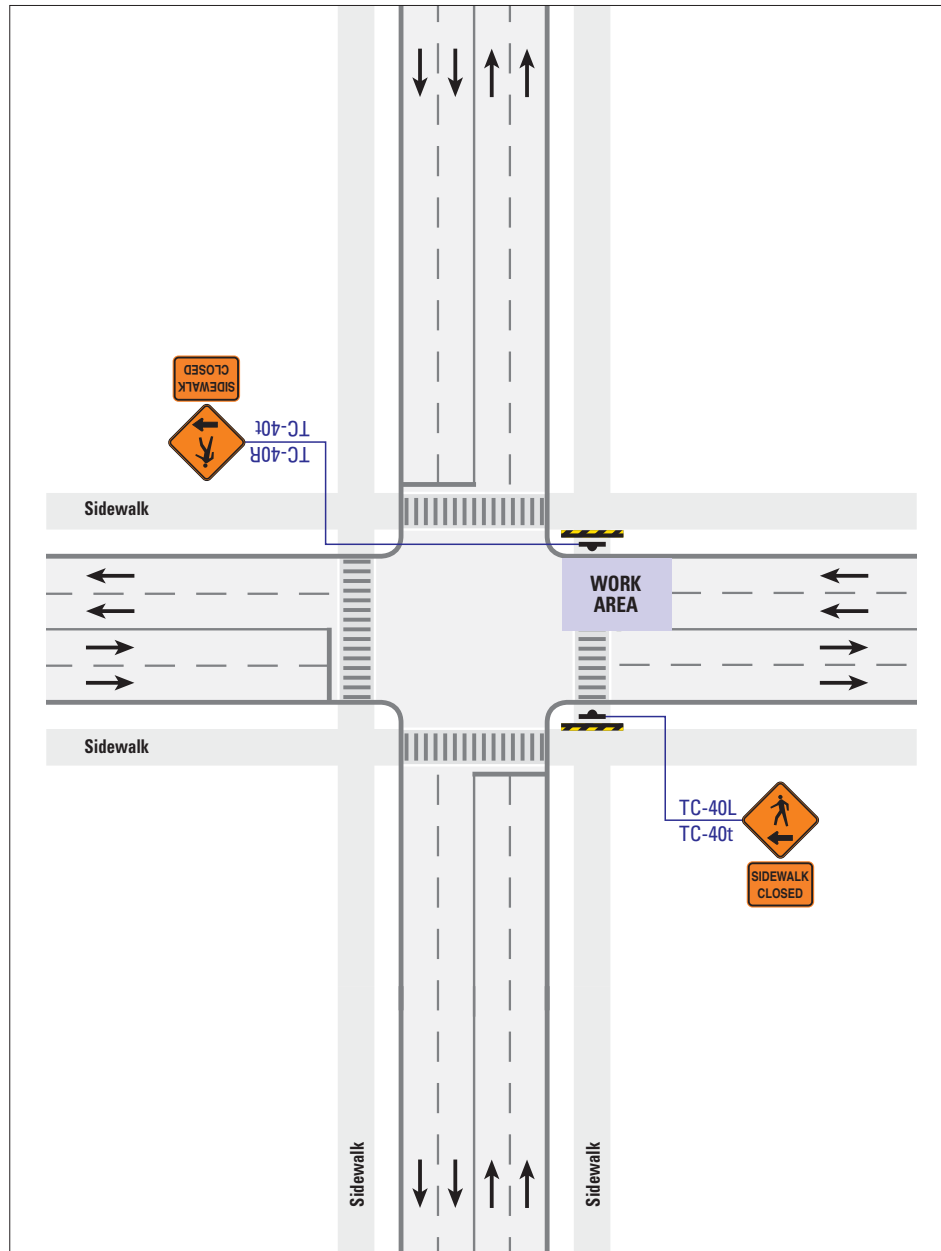 SIDEWALK
CLOSED
TC-40R
TC-40t
Sidewalk
WORK
AREA
Sidewalk
TC-40L
TC-40t
SIDEWALK
CLOSED
Sidewalk
Sidewalk